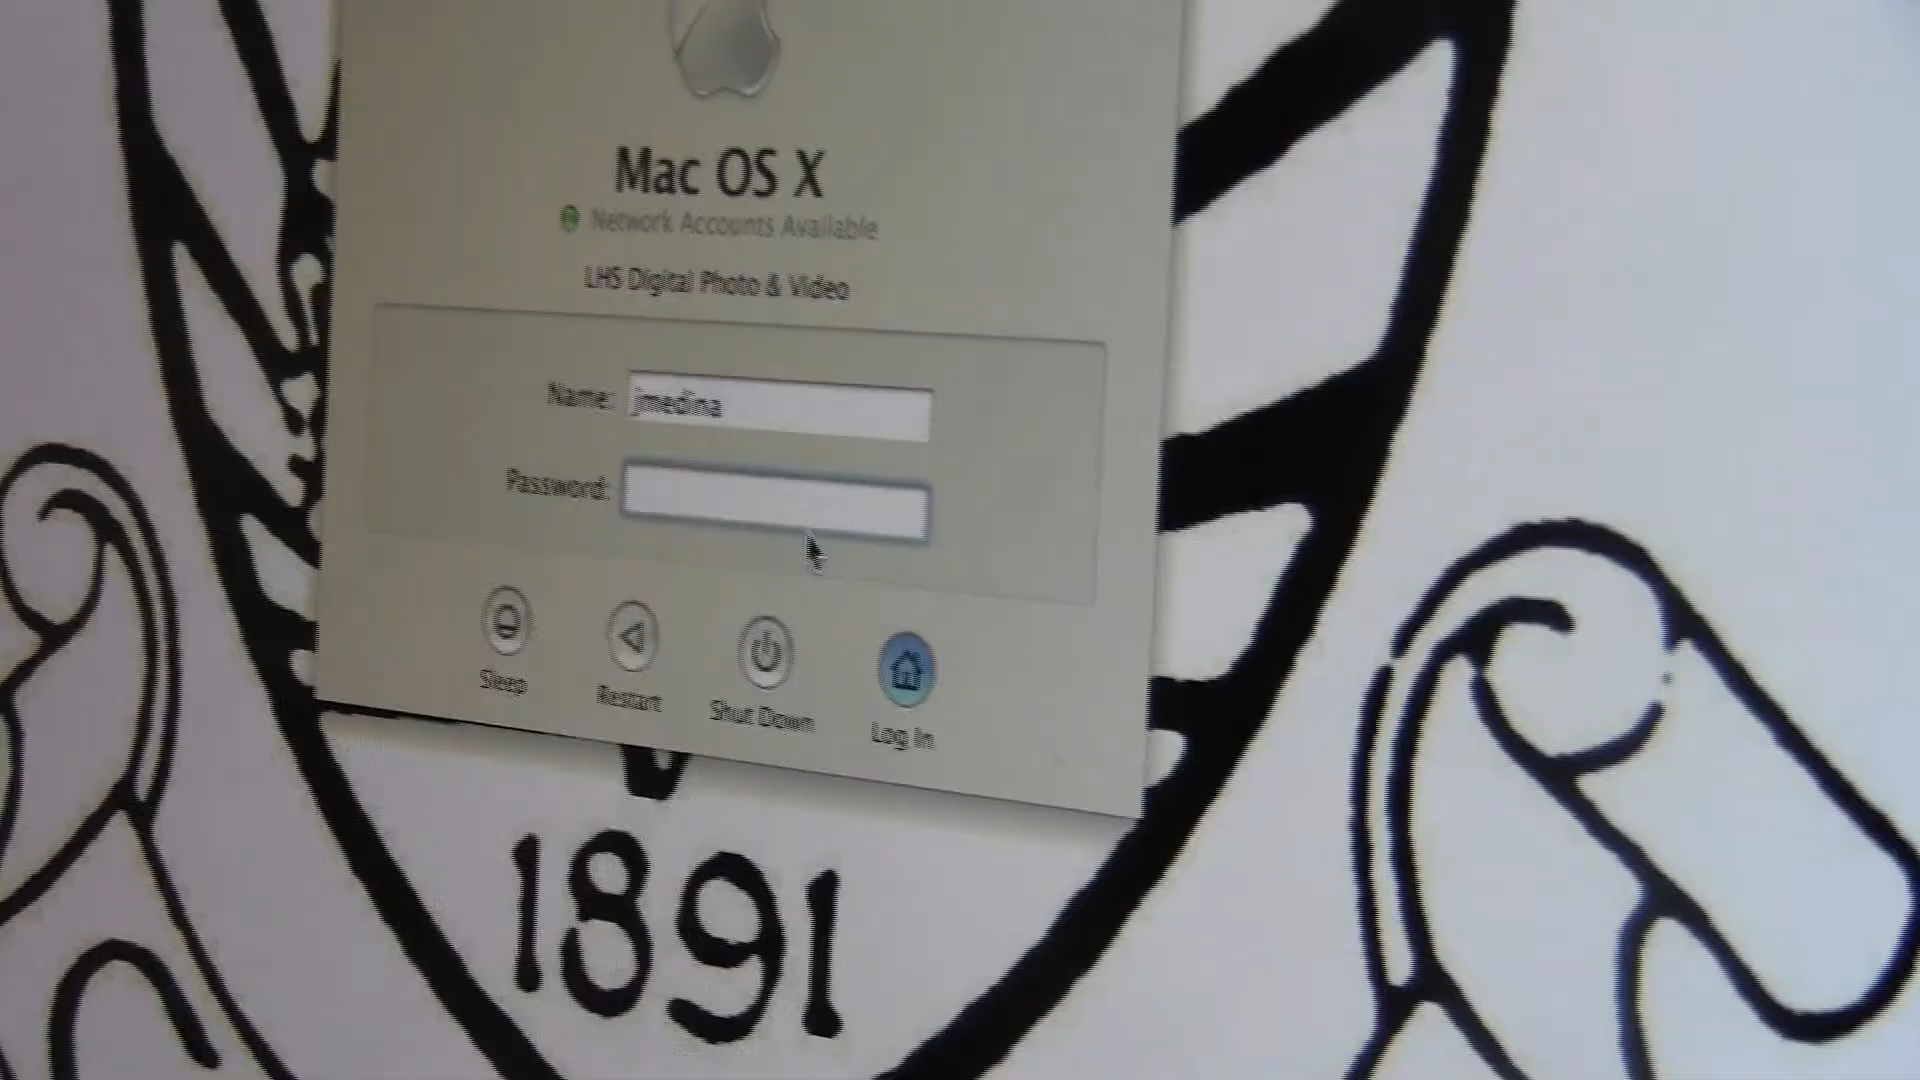 Mac OS X
Network Accounts Available
LHS Digital Photo & Video
Name: jmedina
Password:
Sleep
Restart
Shut Down
Log In
1891